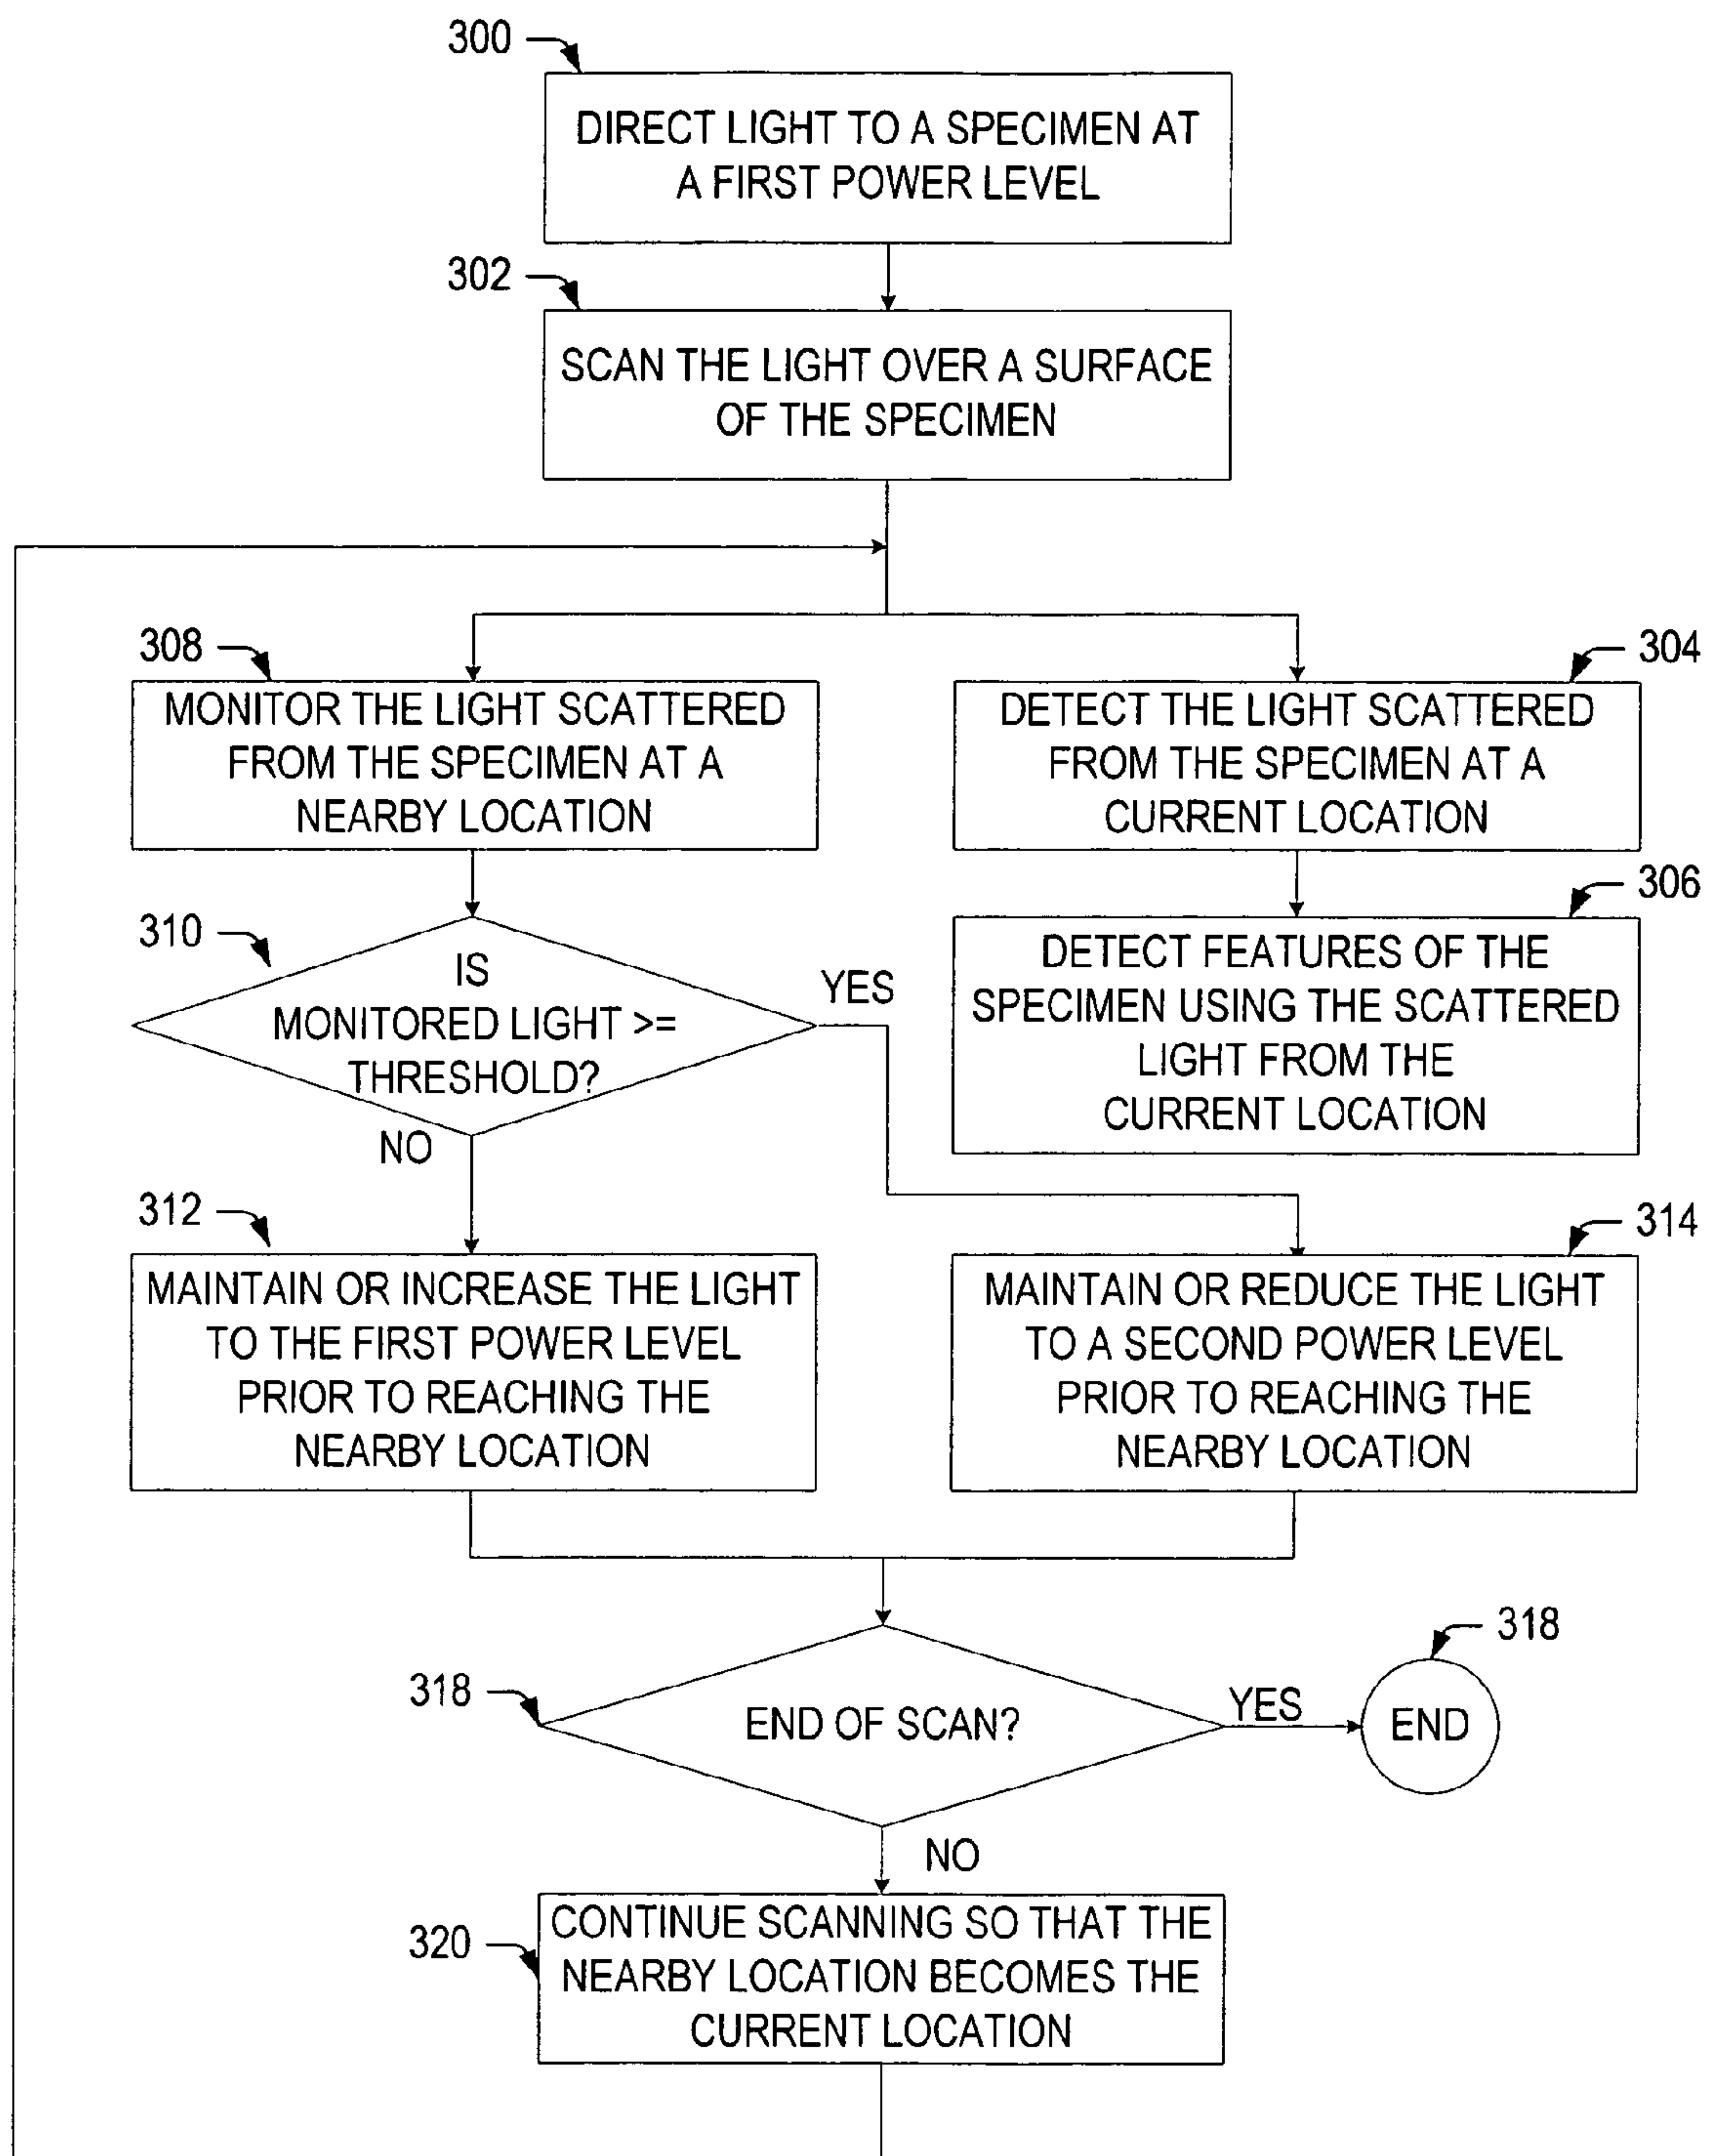 300
DIRECT LIGHT TO A SPECIMEN AT
A FIRST POWER LEVEL
302
SCAN THE LIGHT OVER A SURFACE
OF THE SPECIMEN
308
MONITOR THE LIGHT SCATTERED
FROM THE SPECIMEN AT A
NEARBY LOCATION
304
DETECT THE LIGHT SCATTERED
FROM THE SPECIMEN AT A
CURRENT LOCATION
306
DETECT FEATURES OF THE
SPECIMEN USING THE SCATTERED
LIGHT FROM THE
CURRENT LOCATION
310
IS
MONITORED LIGHT >=
THRESHOLD?
YES
NO
312
MAINTAIN OR INCREASE THE LIGHT
TO THE FIRST POWER LEVEL
PRIOR TO REACHING THE
NEARBY LOCATION
314
MAINTAIN OR REDUCE THE LIGHT
TO A SECOND POWER LEVEL
PRIOR TO REACHING THE
NEARBY LOCATION
318
END OF SCAN?
YES
318
END
NO
320
CONTINUE SCANNING SO THAT THE
NEARBY LOCATION BECOMES THE
CURRENT LOCATION